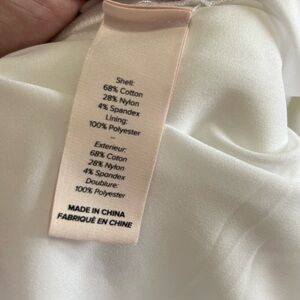 Shell:
68% Cotton
28% Nylon
4% Spandex
Lining:
100% Polyester
--
Exterieur:
68% Coton
28% Nylon
4% Spandex
Doublure:
100% Polyester
MADE IN CHINA
FABRIQUÉ EN CHINE